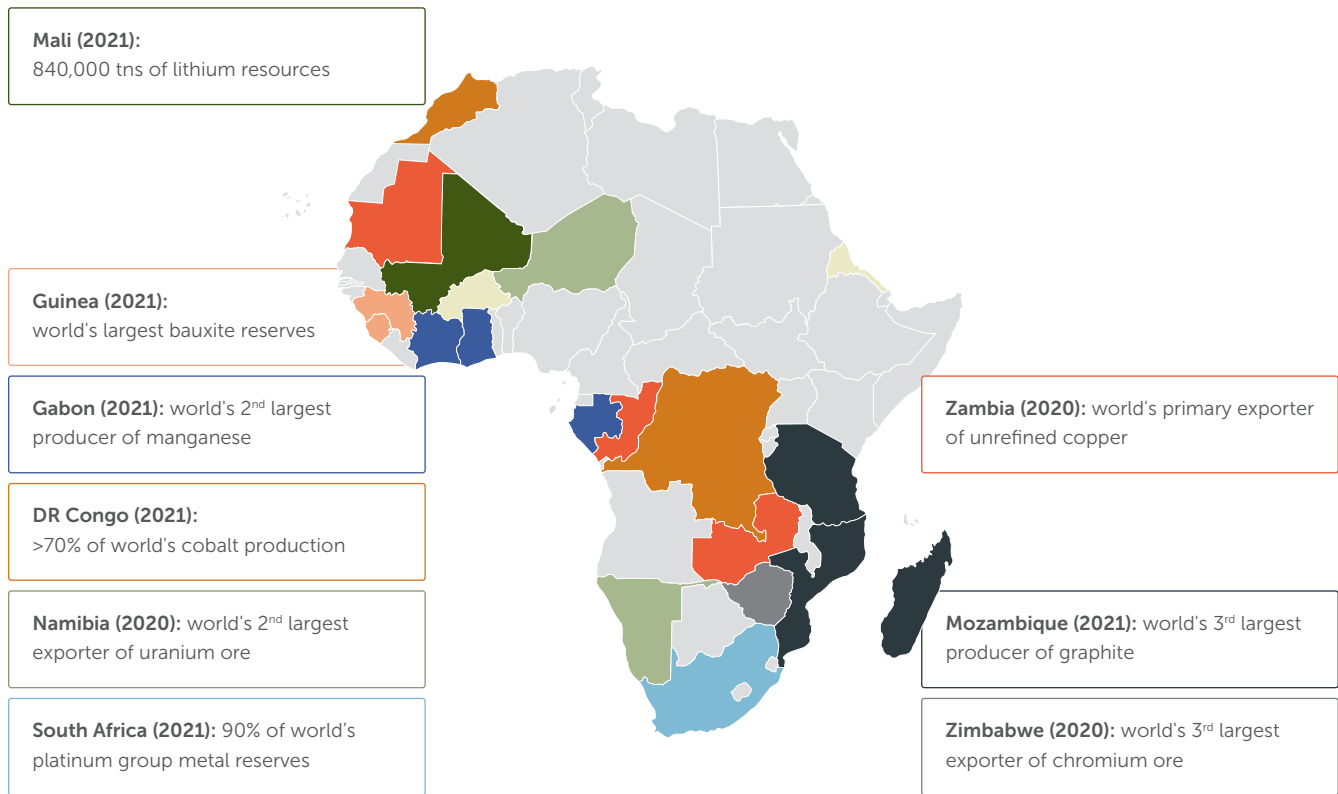 Mali (2021):
840,000 tns of lithium resources
Guinea (2021):
world's largest bauxite reserves
Gabon (2021): world's 2nd largest
producer of manganese
DR Congo (2021):
>70% of world's cobalt production
Namibia (2020): world's 2nd largest
exporter of uranium ore
South Africa (2021): 90% of world’s
platinum group metal reserves
Zambia (2020): world's primary exporter
of unrefined copper
Mozambique (2021): world's 3rd largest
producer of graphite
Zimbabwe (2020): world's 3rd largest
exporter of chromium ore